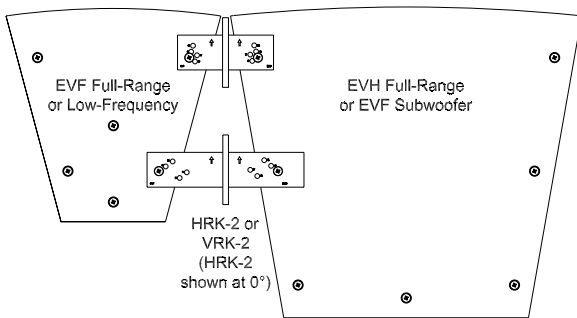 EVF Full-Range
or Low-Frequency
EVH Full-Range
or EVF Subwoofer
HRK-2 or
VRK-2
(HRK-2
shown at 0°)